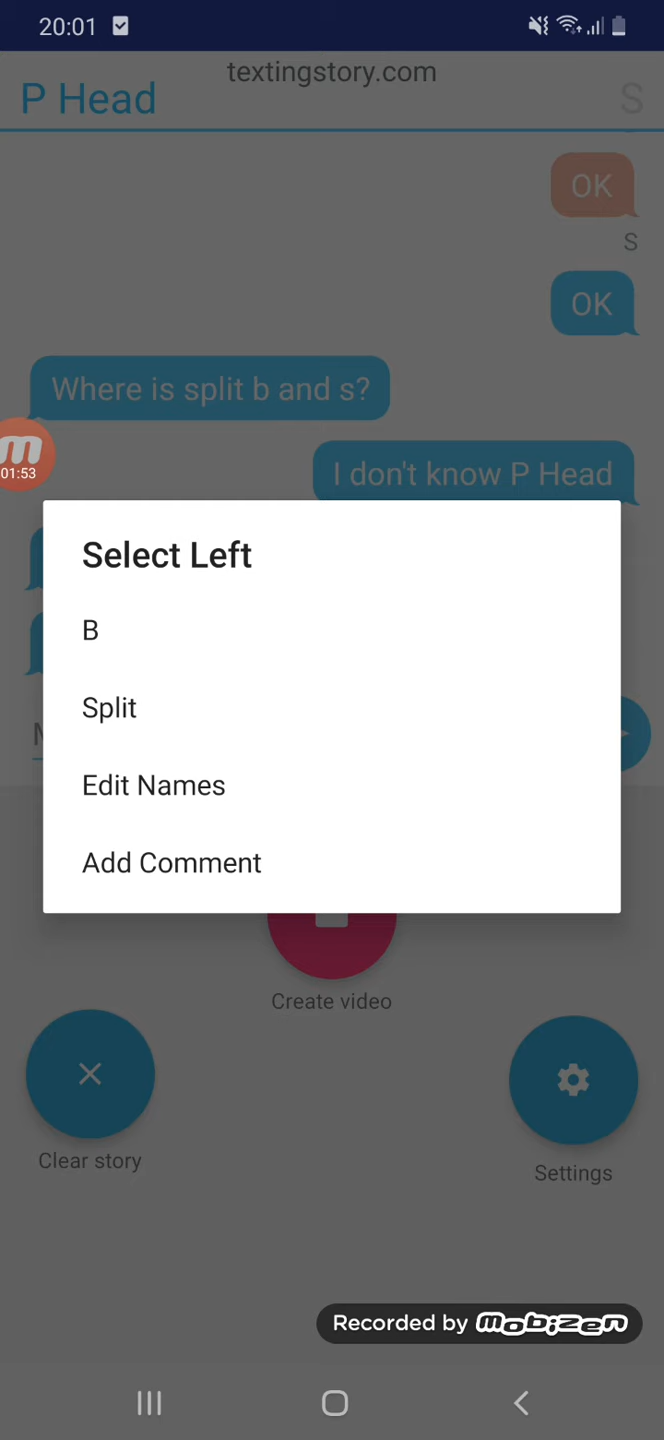 20:01
textingstory.com
P Head
S
OK
S
OK
Where is split b and s?
01:53
I don't know P Head
Select Left
B
Split
Edit Names
Add Comment
Create video
Clear story
Settings
Recorded by mobizen